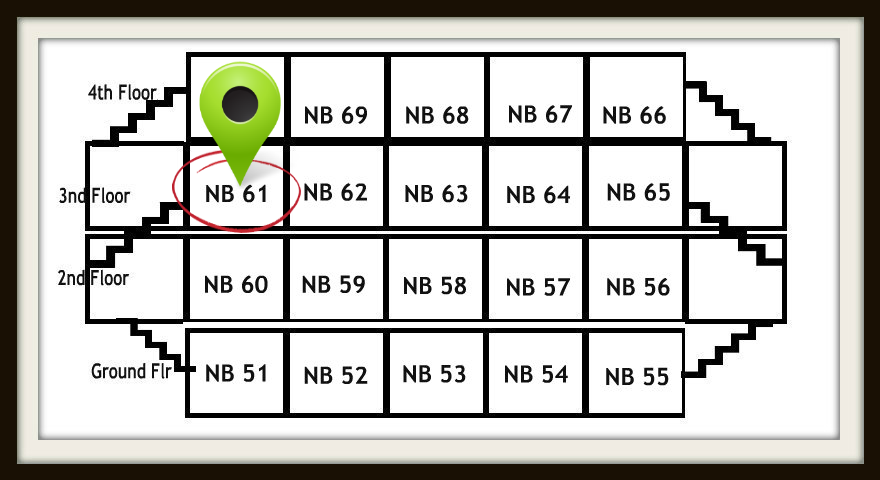 4th Floor
NB 69 NB 68 NB 67 NB 66
3nd Floor
NB 61 NB 62 NB 63 NB 64 NB 65
2nd Floor
NB 60 NB 59 NB 58 NB 57 NB 56
Ground Flr
NB 51 NB 52 NB 53 NB 54 NB 55